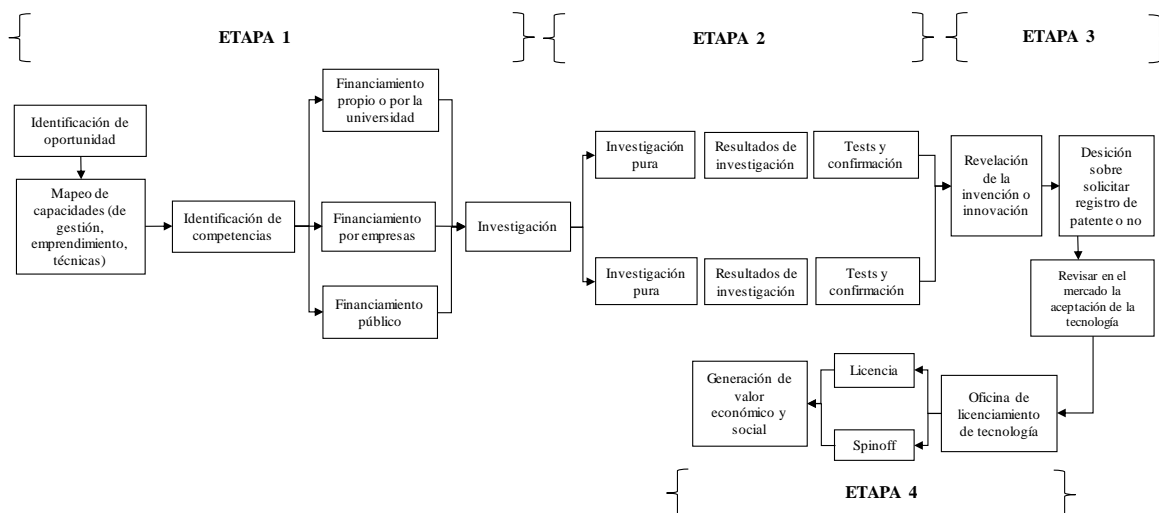 ETAPA 1
ETAPA 2
ETAPA 3
Identificación de
oportunidad
Mapeo de
capacidades (de
gestión,
emprendimiento,
técnicas)
Identificación de
competencias
Financiamiento
propio o por la
universidad
Financiamiento
por empresas
Financiamiento
público
Investigación
Investigación
pura
Resultados de
investigación
Tests y
confirmación
Investigación
pura
Resultados de
investigación
Tests y
confirmación
Revelación
de la
invención o
innovación
Desición
sobre
solicitar
registro de
patente o no
Revisar en el
mercado la
aceptación de la
tecnología
Oficina de
licenciamiento
de tecnología
Licencia
Spinoff
Generación de
valor
económico y
social
ETAPA 4